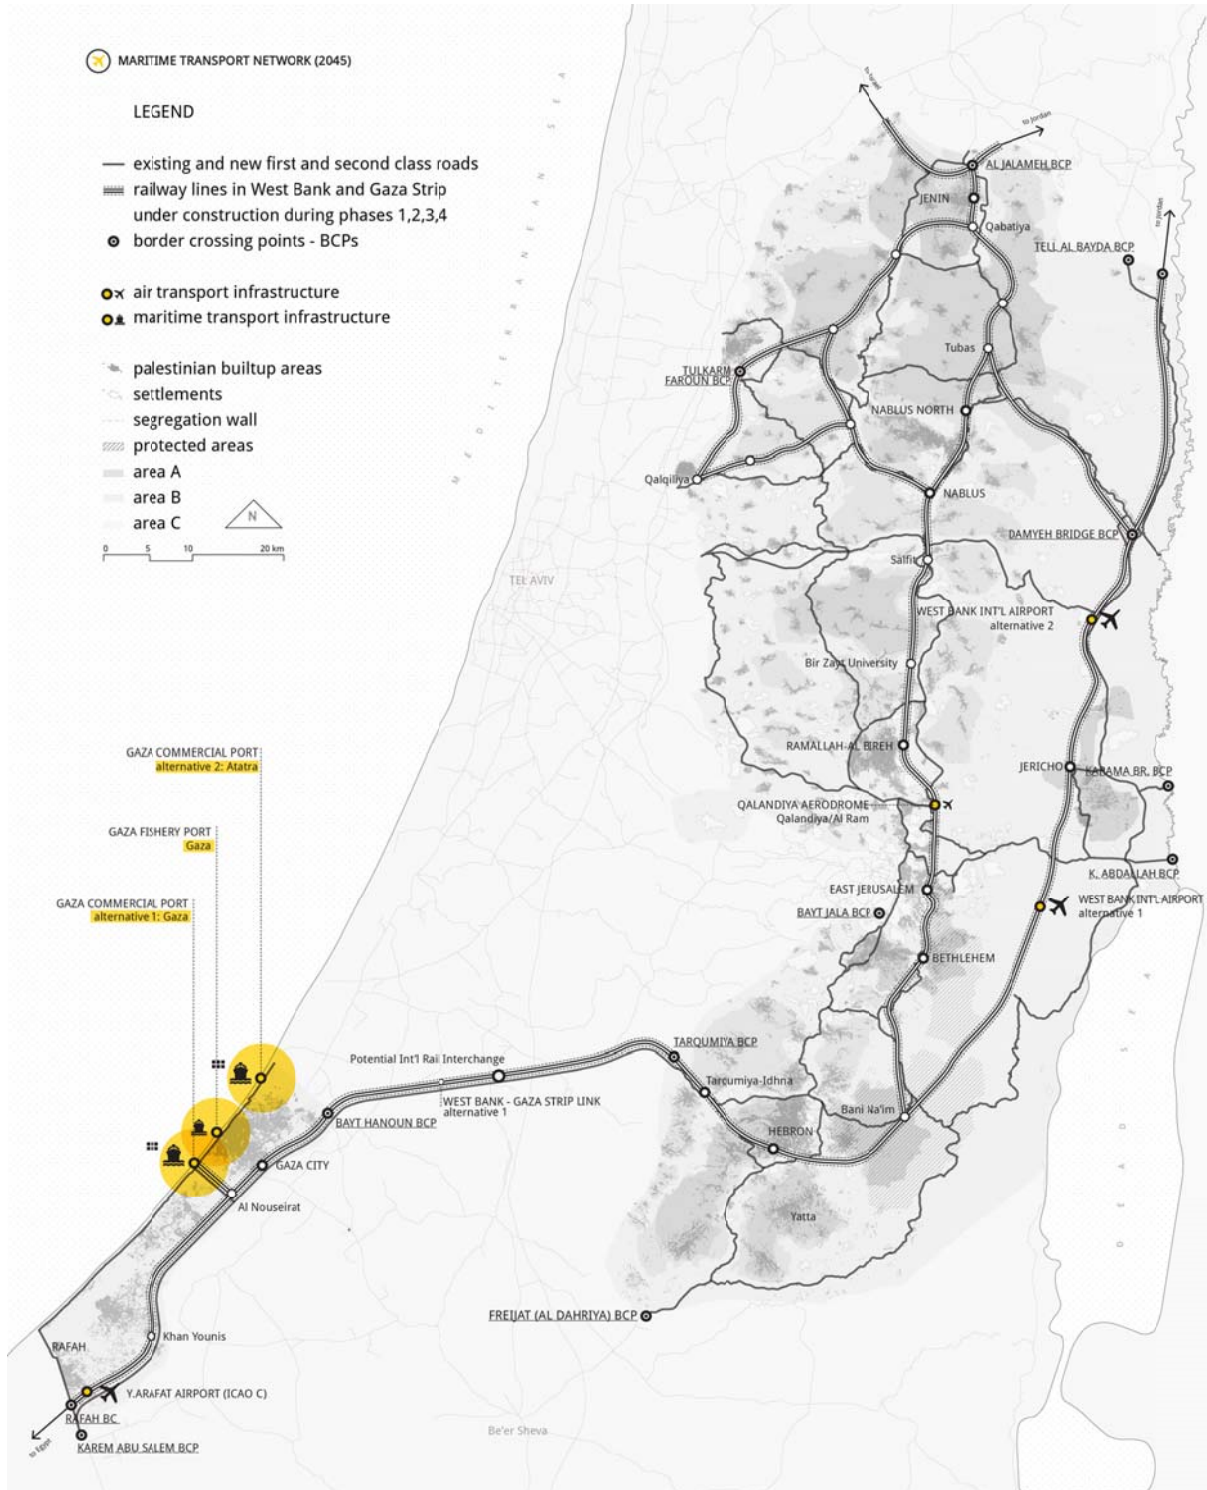 MARITIME TRANSPORT NETWORK (2045)
LEGEND
existing and new first and second class roads
railway lines in West Bank and Gaza Strip
under construction during phases 1,2,3,4
border crossing points - BCPs
air transport infrastructure
maritime transport infrastructure
palestinian builtup areas
settlements
segregation wall
protected areas
area A
area B
area C
N
0 5 10 20 km
MEDITERRANEAN SEA
to Israel
to Jordan
AL JALAMEH BCP
JENIN
Qabatiya
to Jordan
TELL AL BAYDA BCP
Tubas
TULKARM
FAROUN BCP
NABLUS NORTH
Qalqiliya
NABLUS
DAMYEH BRIDGE BCP
Salfit
TEL AVIV
WEST BANK INT'L AIRPORT
alternative 2
Bir Zayt University
RAMALLAH-AL BIREH
JERICHO
KARAMA BR. BCP
QALANDIYA AERODROME
Qalandiya/Al Ram
K. ABDALLAH BCP
EAST JERUSALEM
BAYT JALA BCP
WEST BANK INT'L AIRPORT
alternative 1
BETHLEHEM
DEAD SEA
GAZA COMMERCIAL PORT
alternative 2: Atatra
GAZA FISHERY PORT
Gaza
GAZA COMMERCIAL PORT
alternative 1: Gaza
TARQUMIYA BCP
Potential Int'l Rail Interchange
Tarcumiya-Idhna
WEST BANK - GAZA STRIP LINK
alternative 1
Bani Na'im
BAYT HANOUN BCP
HEBRON
GAZA CITY
Al Nouseirat
Yatta
FREIJAT (AL DAHRIYA) BCP
Khan Younis
RAFAH
Y.ARAFAT AIRPORT (ICAO C)
RAFAH BC
to Egypt
KAREM ABU SALEM BCP
Be'er Sheva